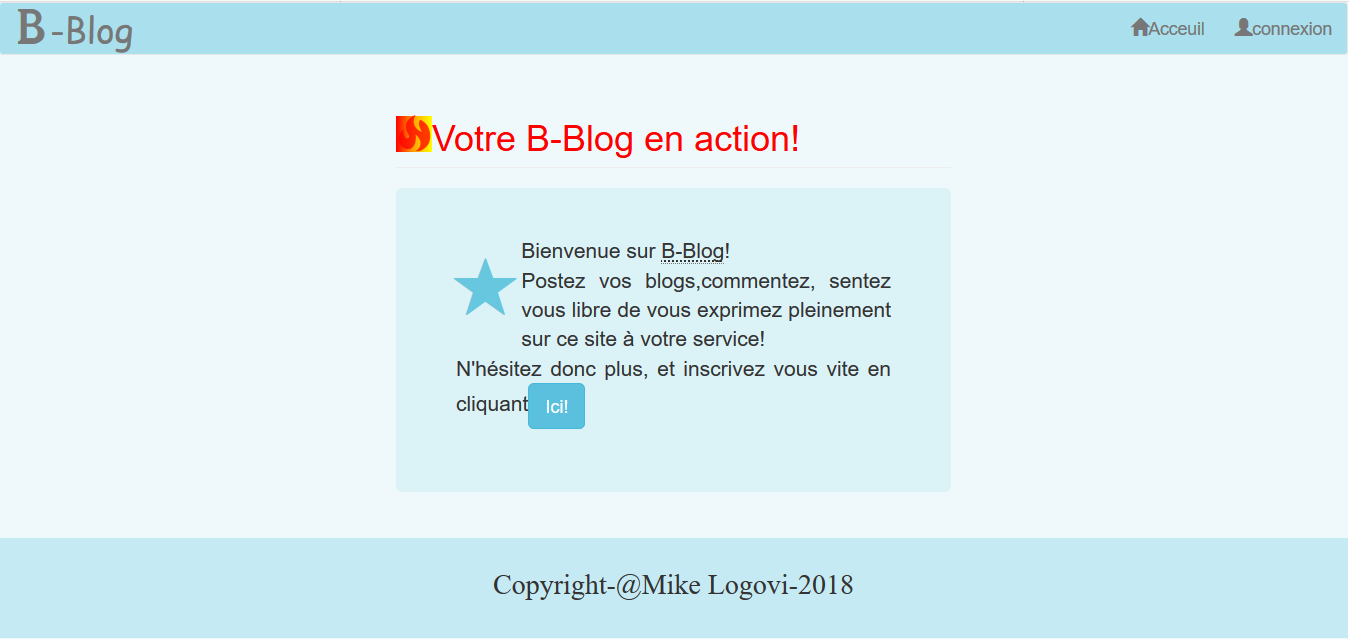 B -Blog
Acceuil
connexion
Votre B-Blog en action!
Bienvenue sur B-Blog!
Postez vos blogs,commentez, sentez
vous libre de vous exprimez pleinement
sur ce site à votre service!
N'hésitez donc plus, et inscrivez vous vite en
cliquant Ici!
Copyright-@Mike Logovi-2018